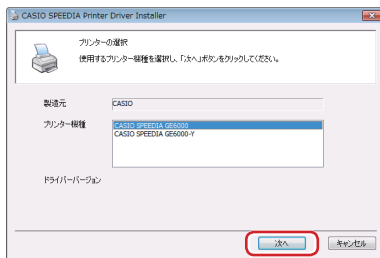 CASIO SPEEDIA Printer Driver Installer
プリンターの選択
使用するプリンター機種を選択し、「次へ」ボタンをクリックしてください。
製造元 CASIO
プリンター機種 CASIO SPEEDIA GE6000
CASIO SPEEDIA GE6000-Y
ドライバーバージョン
次へ キャンセル